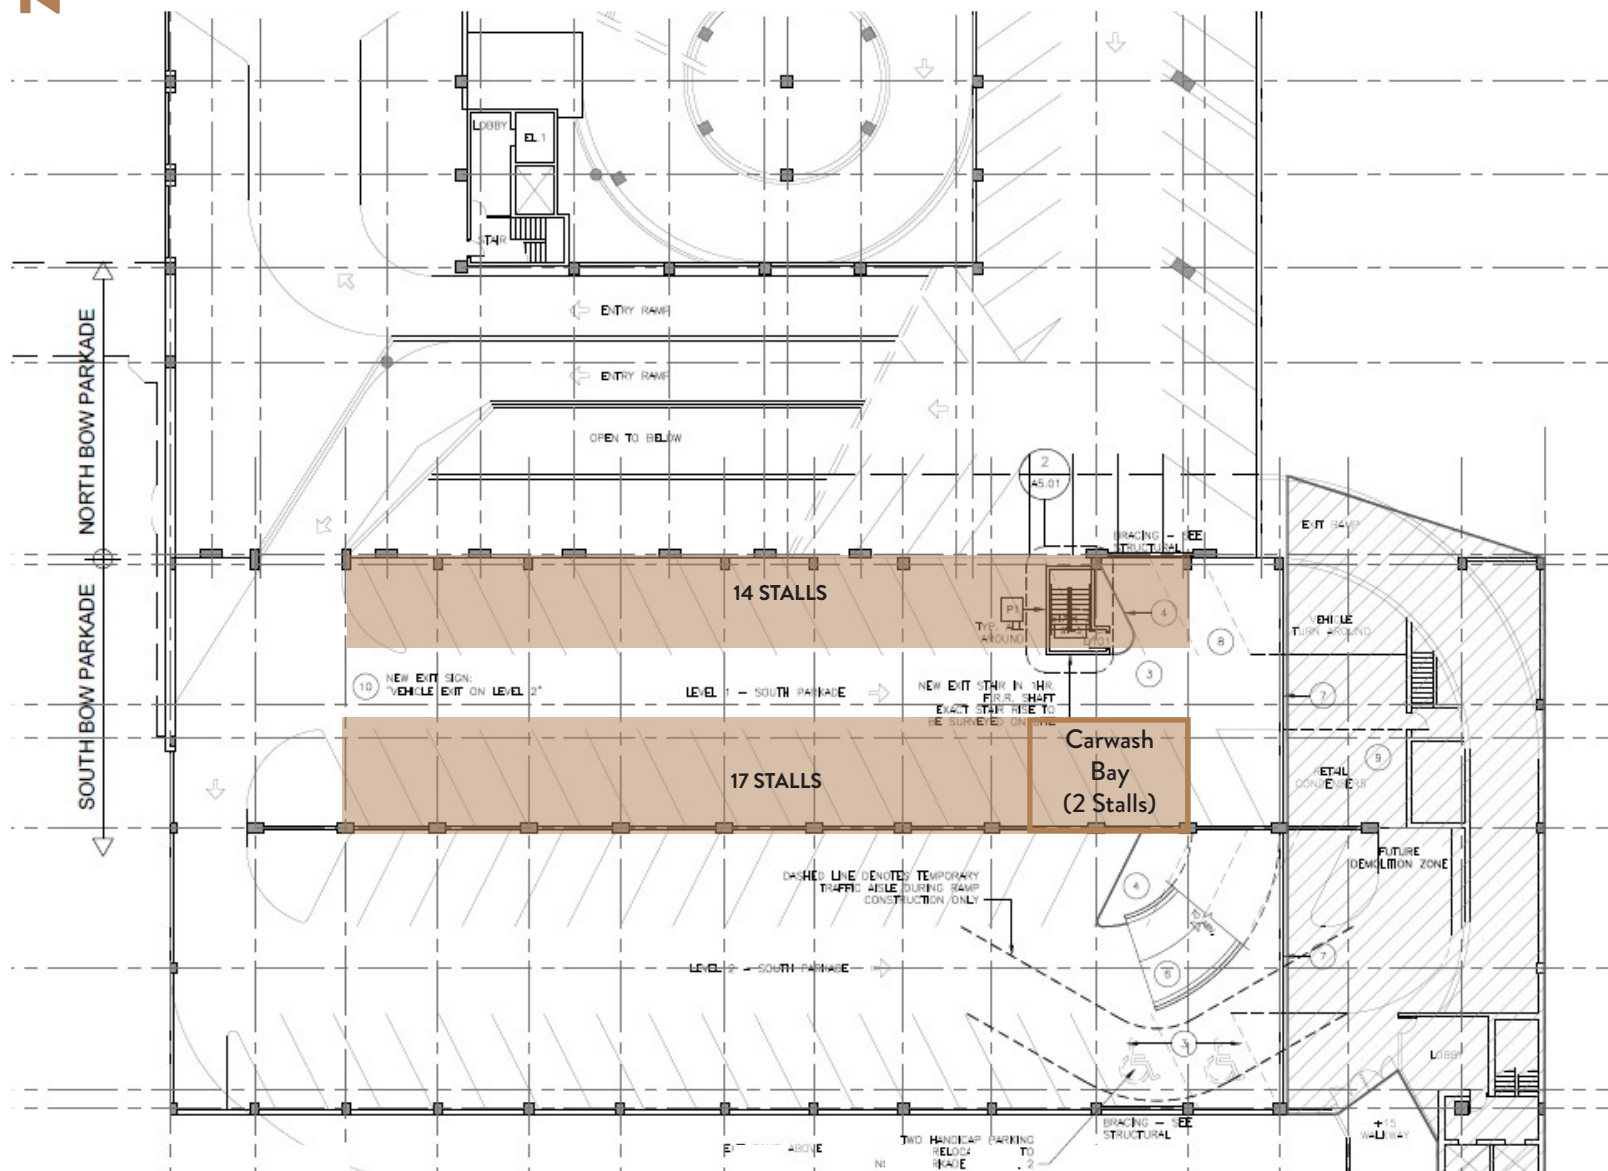 LOBBY
EL.1
STAIR
ENTRY RAMP
ENTRY RAMP
OPEN TO BELOW
NORTH BOW PARKADE
SOUTH BOW PARKADE
2
A5.01
BRACING – SEE
STRUCTURAL
EXIT RAMP
14 STALLS
P1
TYP. ALL
AROUND
4
8
VEHICLE
TURN AROUND
10
NEW EXIT SIGN:
"VEHICLE EXIT ON LEVEL 2"
LEVEL 1 – SOUTH PARKADE
NEW EXIT STAIR IN 1HR.
F.R.R. SHAFT
EXACT STAIR RISE TO
BE SURVEYED ON SITE
3
7
17 STALLS
Carwash
Bay
(2 Stalls)
RETAIL
CONDENSERS
9
FUTURE
DEMOLITION ZONE
DASHED LINE DENOTES TEMPORARY
TRAFFIC AISLE DURING RAMP
CONSTRUCTION ONLY
4
7
LEVEL 2 – SOUTH PARKADE
3
LOBBY
BRACING – SEE
STRUCTURAL
+15
WALKWAY
ABOVE
TWO HANDICAP PARKING
TO
2